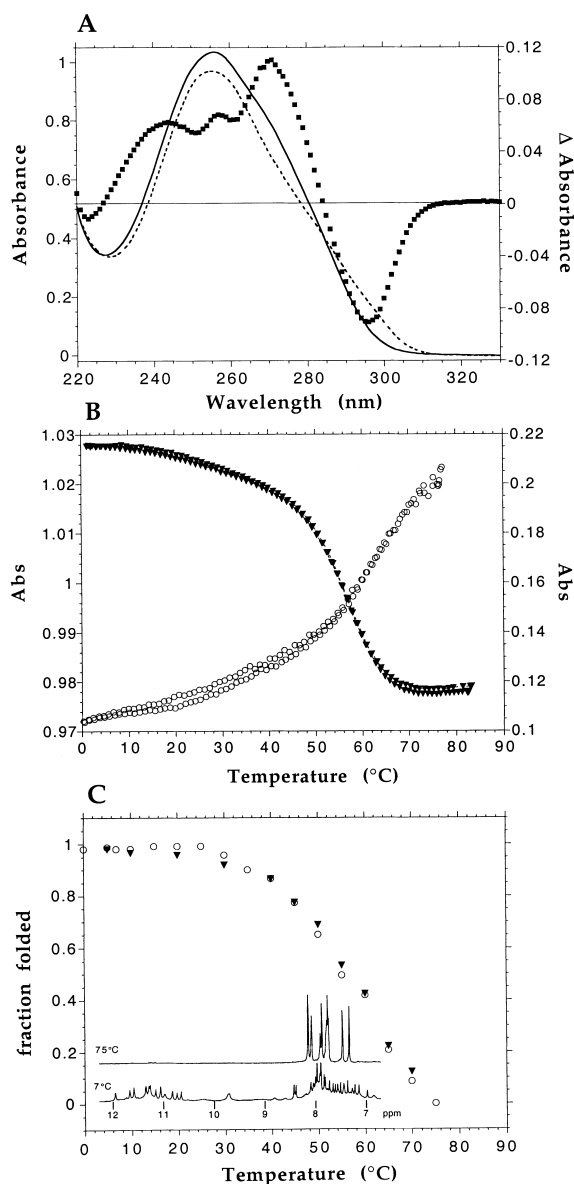 A
1
0.8
0.6
0.4
0.2
0
Absorbance
0.12
0.08
0.04
0
-0.04
-0.08
-0.12
Δ Absorbance
220 240 260 280 300 320
Wavelength (nm)
B
1.03
1.02
1.01
1
0.99
0.98
0.97
Abs
0.22
0.2
0.18
0.16
0.14
0.12
0.1
Abs
0 10 20 30 40 50 60 70 80 90
Temperature (°C)
C
1
0.8
0.6
0.4
0.2
0
fraction folded
75°C
7°C
12 11 10 9 8 7 ppm
0 10 20 30 40 50 60 70 80 90
Temperature (°C)